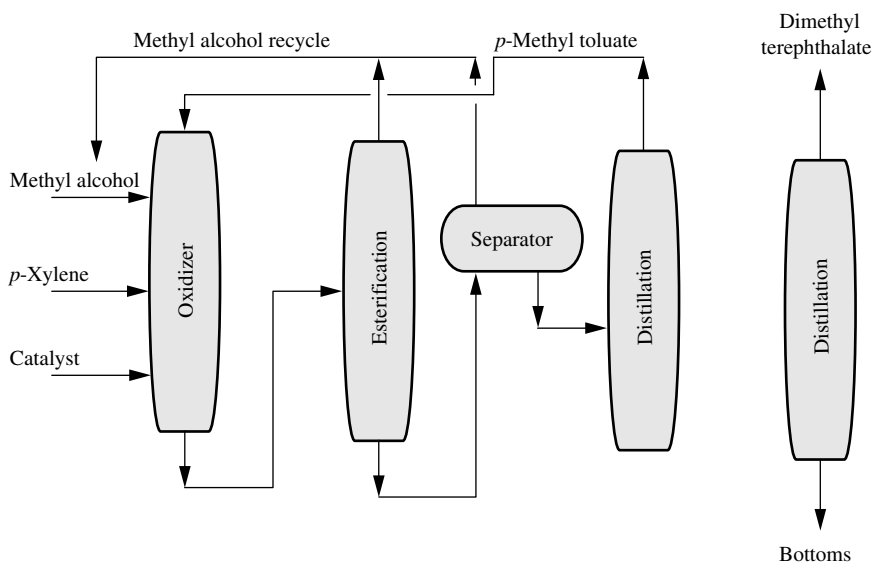 Dimethyl
terephthalate
Methyl alcohol recycle
p-Methyl toluate
Methyl alcohol
p-Xylene
Catalyst
Oxidizer
Esterification
Separator
Distillation
Distillation
Bottoms